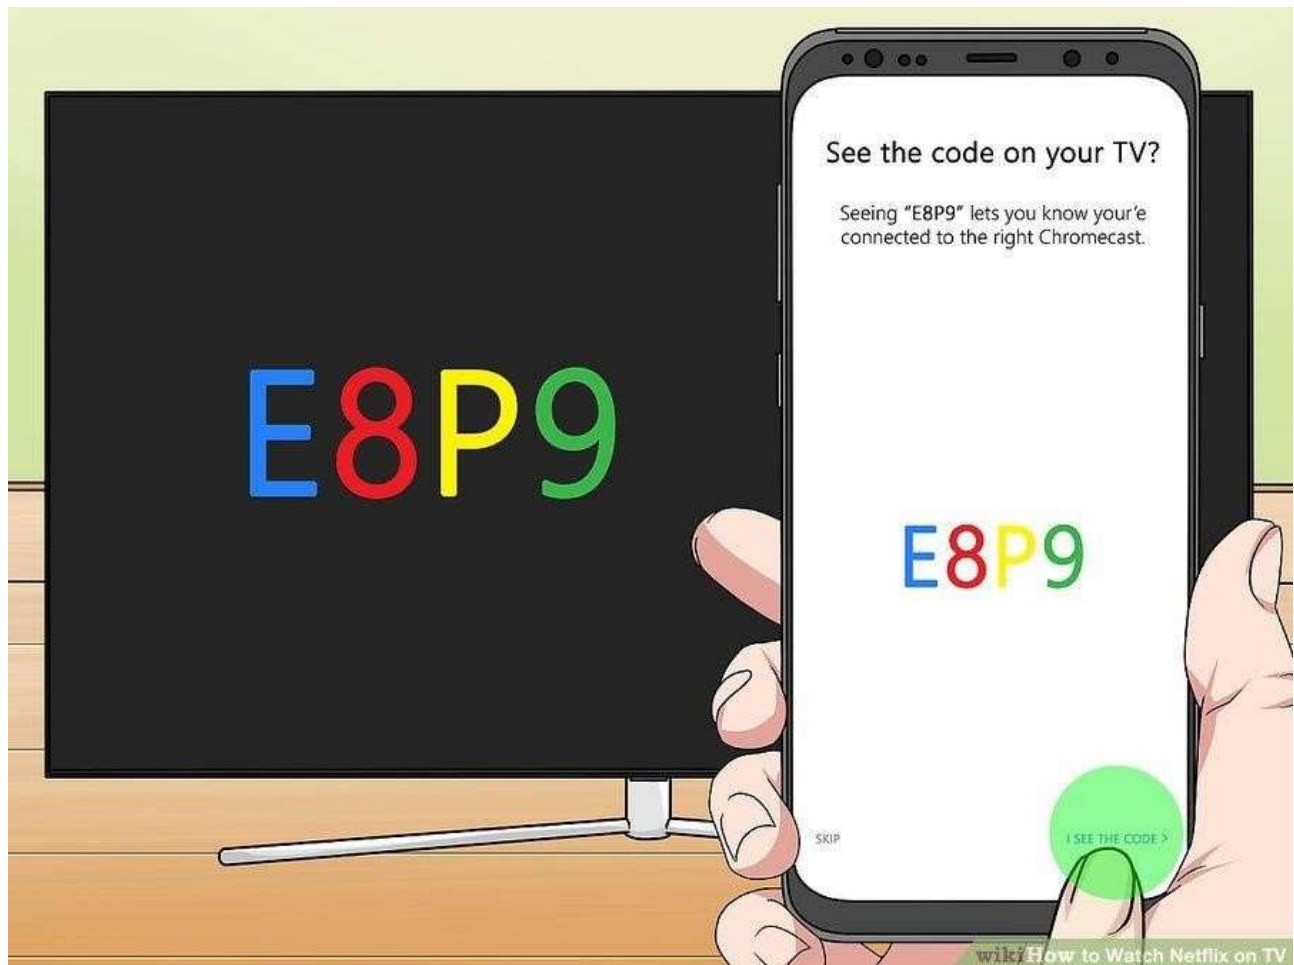 E8P9
See the code on your TV?
Seeing "E8P9" lets you know your'e
connected to the right Chromecast.
E8P9
SKIP
I SEE THE CODE >
wikiHow to Watch Netflix on TV